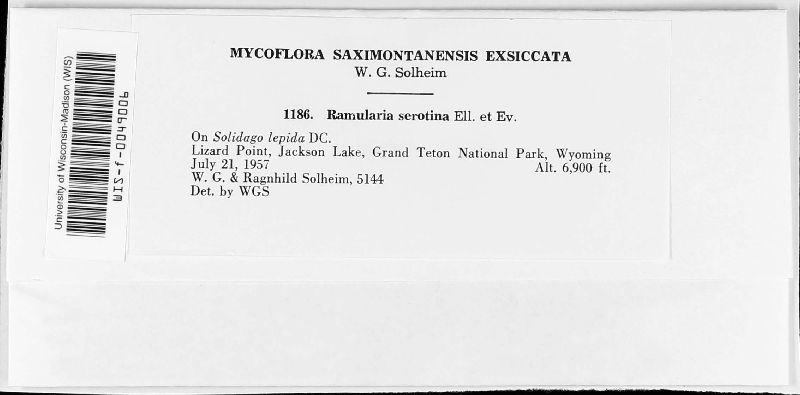 MYCOFLORA SAXIMONTANENSIS EXSICCATA
W. G. Solheim
1186. Ramularia serotina Ell. et Ev.
On Solidago lepida DC.
Lizard Point, Jackson Lake, Grand Teton National Park, Wyoming
July 21, 1957 Alt. 6,900 ft.
W. G. & Ragnhild Solheim, 5144
Det. by WGS
University of Wisconsin-Madison (WIS)
WIS-f-0049006